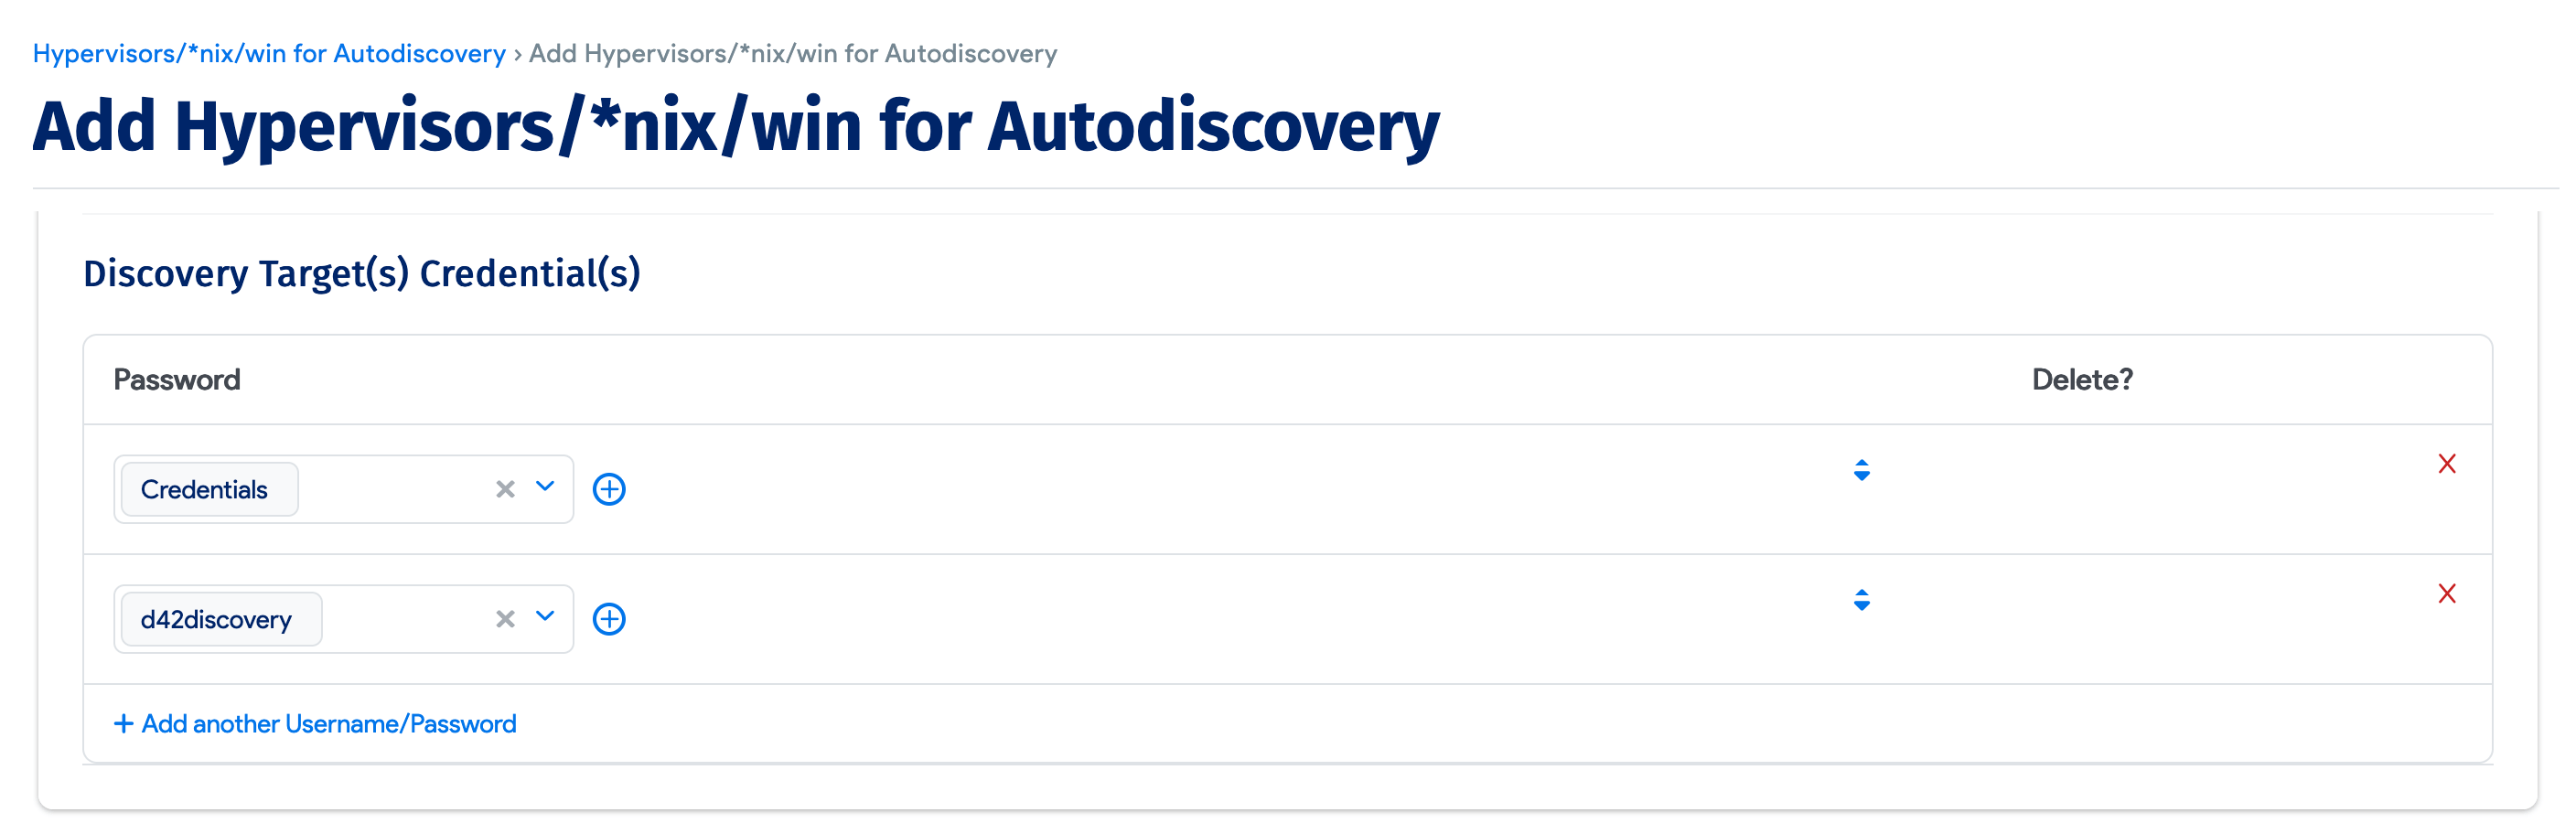 Hypervisors/*nix/win for Autodiscovery › Add Hypervisors/*nix/win for Autodiscovery
Add Hypervisors/*nix/win for Autodiscovery
Discovery Target(s) Credential(s)
Password Delete?
Credentials
d42discovery
+ Add another Username/Password